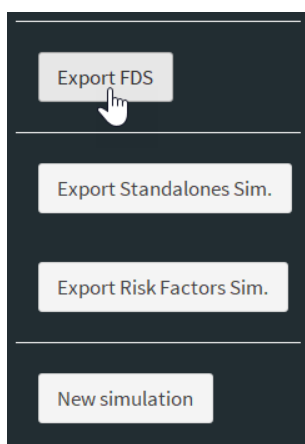 Export FDS
Export Standalones Sim.
Export Risk Factors Sim.
New simulation